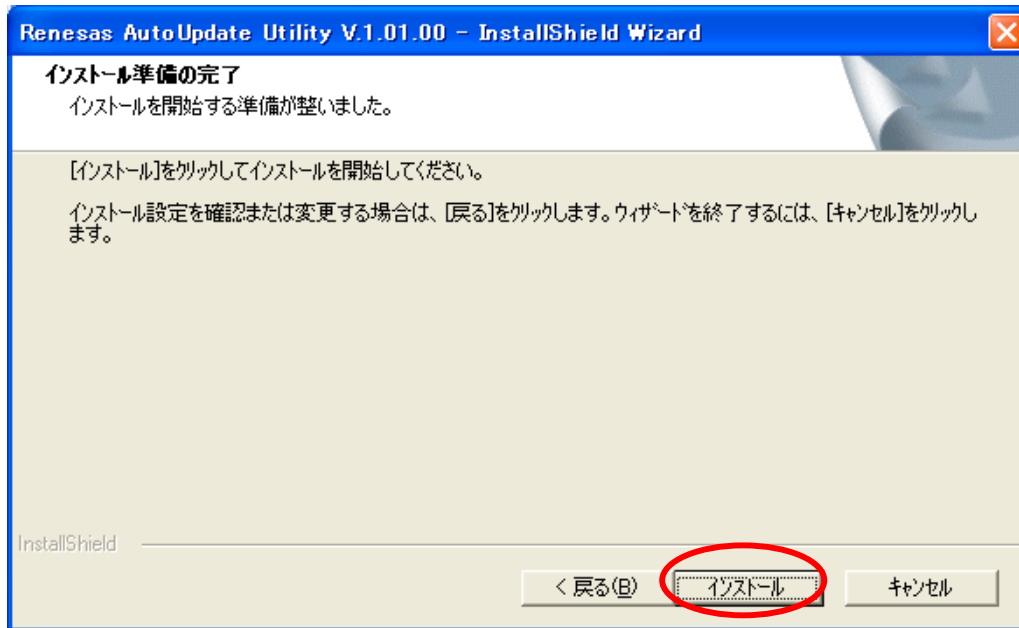 Renesas AutoUpdate Utility V.1.01.00 - InstallShield Wizard
インストール準備の完了
インストールを開始する準備が整いました。
[インストール]をクリックしてインストールを開始してください。
インストール設定を確認または変更する場合は、[戻る]をクリックします。ウィザードを終了するには、[キャンセル]をクリックし
ます。
InstallShield
< 戻る(B) インストール キャンセル